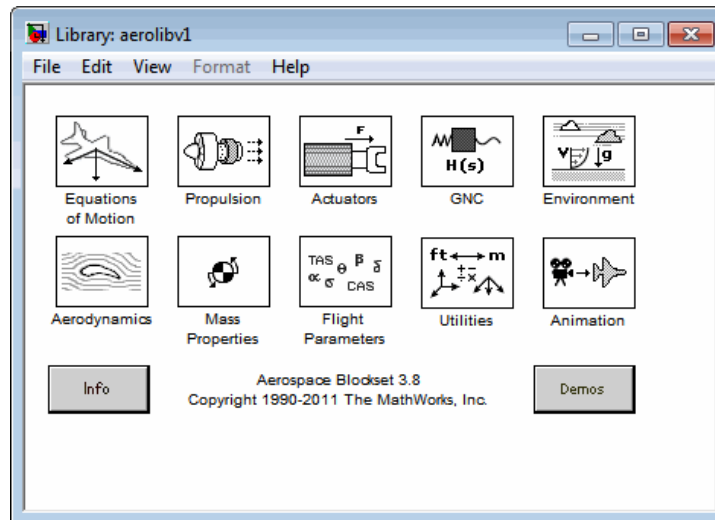 Library: aerolibv1
File Edit View Format Help
F
H(s)
V g
Equations
of Motion
Propulsion
Actuators
GNC
Environment
TAS θ β δ
α σ CAS
ft m
Aerodynamics
Mass
Properties
Flight
Parameters
Utilities
Animation
Info
Aerospace Blockset 3.8
Copyright 1990-2011 The MathWorks, Inc.
Demos